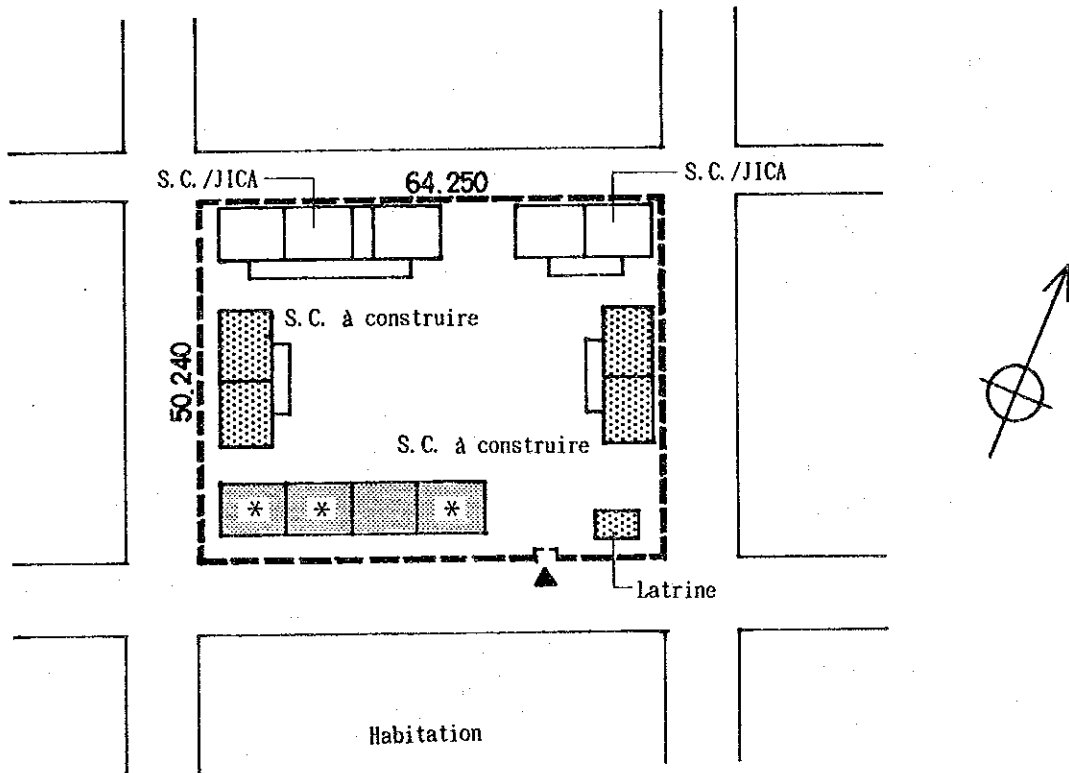 S.C./JICA
64.250
S.C./JICA
S.C. à construire
50.240
S.C. à construire
* * *
Latrine
Habitation